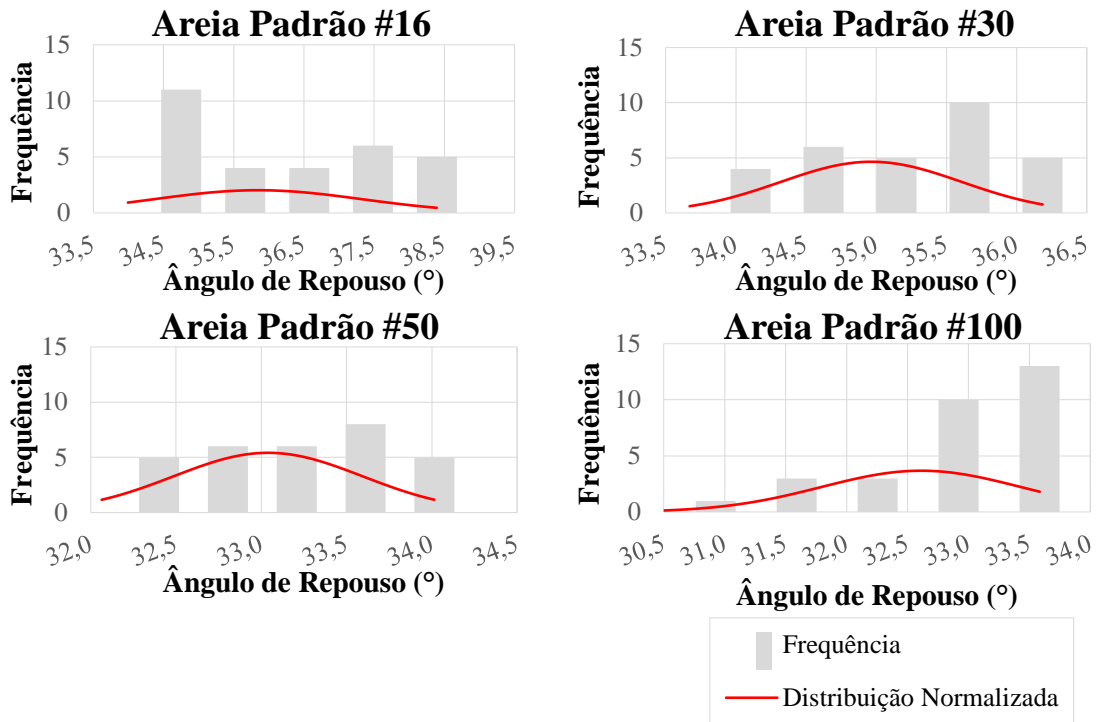 Areia Padrão #16
15
10
5
0
Frequência
33,5 34,5 35,5 36,5 37,5 38,5 39,5
Ângulo de Repouso (°)
Areia Padrão #30
15
10
5
0
Frequência
33,5 34,0 34,5 35,0 35,5 36,0 36,5
Ângulo de Repouso (°)
Areia Padrão #50
15
10
5
0
Frequência
32,0 32,5 33,0 33,5 34,0 34,5
Ângulo de Repouso (°)
Areia Padrão #100
15
10
5
0
Frequência
30,5 31,0 31,5 32,0 32,5 33,0 33,5 34,0
Ângulo de Repouso (°)
Frequência
Distribuição Normalizada